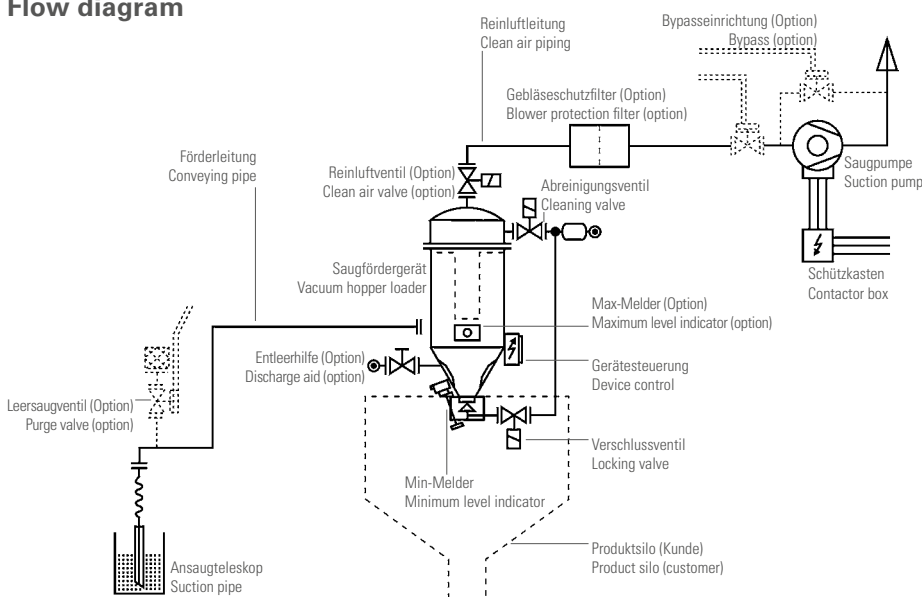 Flow diagram
Reinluftleitung
Clean air piping
Bypasseinrichtung (Option)
Bypass (option)
Gebläseschutzfilter (Option)
Blower protection filter (option)
Förderleitung
Conveying pipe
Reinluftventil (Option)
Clean air valve (option)
Abreinigungsventil
Cleaning valve
Saugpumpe
Suction pump
Saugfördergerät
Vacuum hopper loader
Schützkasten
Contactor box
Max-Melder (Option)
Maximum level indicator (option)
Entleerhilfe (Option)
Discharge aid (option)
Gerätesteuerung
Device control
Leersaugventil (Option)
Purge valve (option)
Verschlussventil
Locking valve
Min-Melder
Minimum level indicator
Produktsilo (Kunde)
Product silo (customer)
Ansaugteleskop
Suction pipe